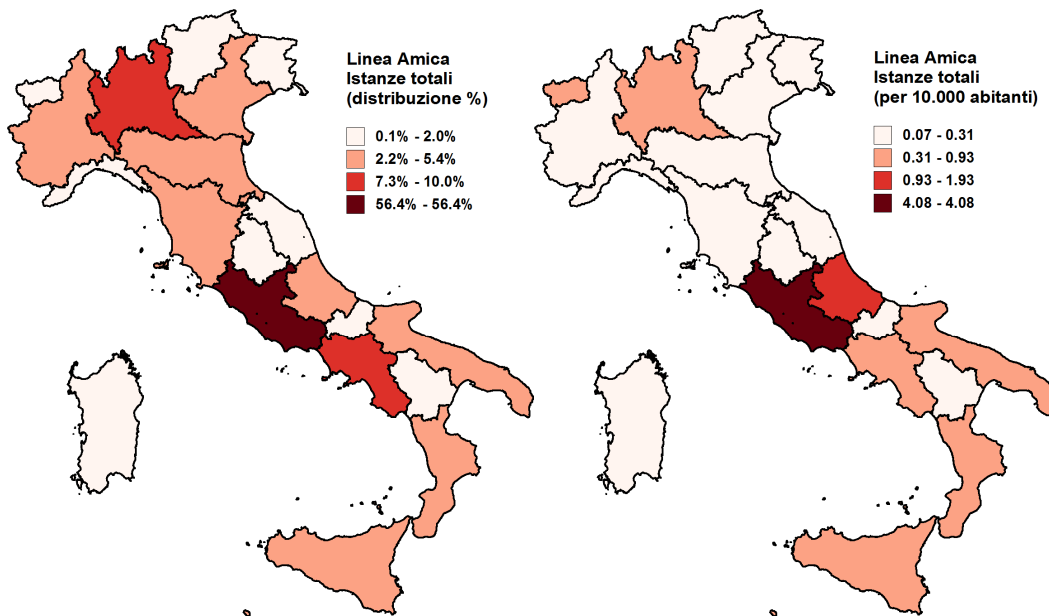 Linea Amica
Istanze totali
(distribuzione %)
0.1% - 2.0%
2.2% - 5.4%
7.3% - 10.0%
56.4% - 56.4%
Linea Amica
Istanze totali
(per 10.000 abitanti)
0.07 - 0.31
0.31 - 0.93
0.93 - 1.93
4.08 - 4.08